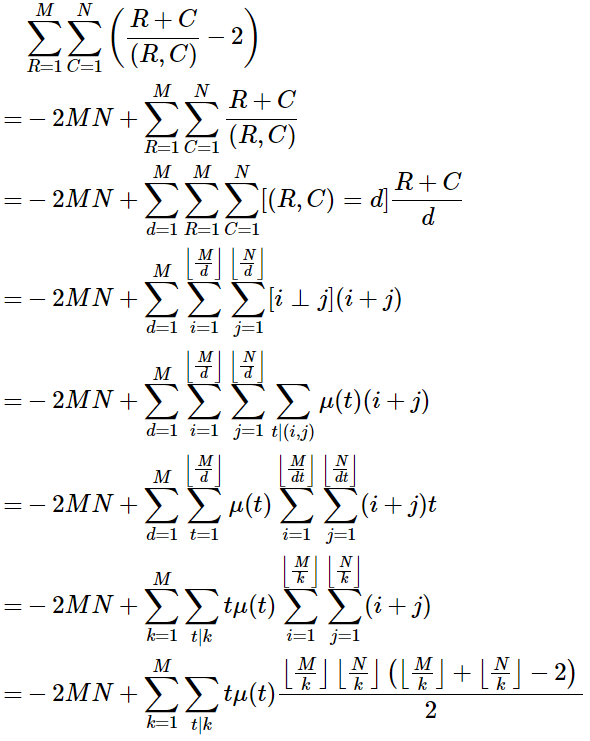 \sum_{R=1}^{M} \sum_{C=1}^{N} \left( \frac{R+C}{(R,C)} - 2 \right)
= -2MN + \sum_{R=1}^{M} \sum_{C=1}^{N} \frac{R+C}{(R,C)}
= -2MN + \sum_{d=1}^{M} \sum_{R=1}^{M} \sum_{C=1}^{N} [(R,C) = d] \frac{R+C}{d}
= -2MN + \sum_{d=1}^{M} \sum_{i=1}^{\lfloor \frac{M}{d} \rfloor} \sum_{j=1}^{\lfloor \frac{N}{d} \rfloor} [i \perp j](i+j)
= -2MN + \sum_{d=1}^{M} \sum_{i=1}^{\lfloor \frac{M}{d} \rfloor} \sum_{j=1}^{\lfloor \frac{N}{d} \rfloor} \sum_{t|(i,j)} \mu(t)(i+j)
= -2MN + \sum_{d=1}^{M} \sum_{t=1}^{\lfloor \frac{M}{d} \rfloor} \mu(t) \sum_{i=1}^{\lfloor \frac{M}{dt} \rfloor} \sum_{j=1}^{\lfloor \frac{N}{dt} \rfloor} (i+j)t
= -2MN + \sum_{k=1}^{M} \sum_{t|k} t\mu(t) \sum_{i=1}^{\lfloor \frac{M}{k} \rfloor} \sum_{j=1}^{\lfloor \frac{N}{k} \rfloor} (i+j)
= -2MN + \sum_{k=1}^{M} \sum_{t|k} t\mu(t) \frac{\lfloor \frac{M}{k} \rfloor \lfloor \frac{N}{k} \rfloor \left( \lfloor \frac{M}{k} \rfloor + \lfloor \frac{N}{k} \rfloor - 2 \right)}{2}